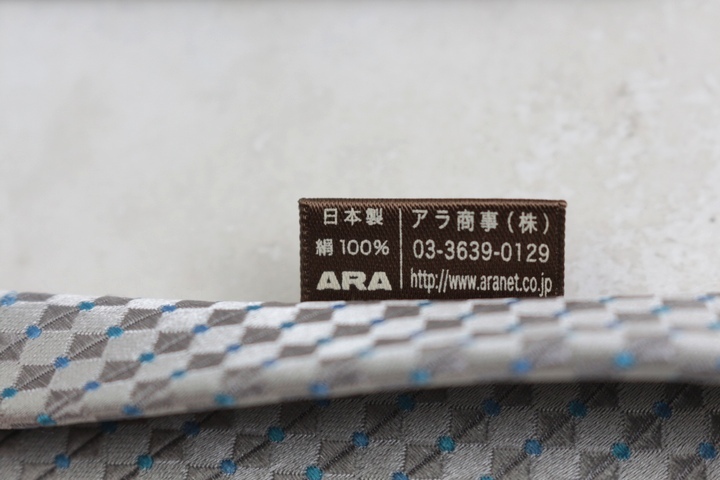 日本製
絹 100%
ARA
アラ商事(株)
03-3639-0129
http://www.aranet.co.jp